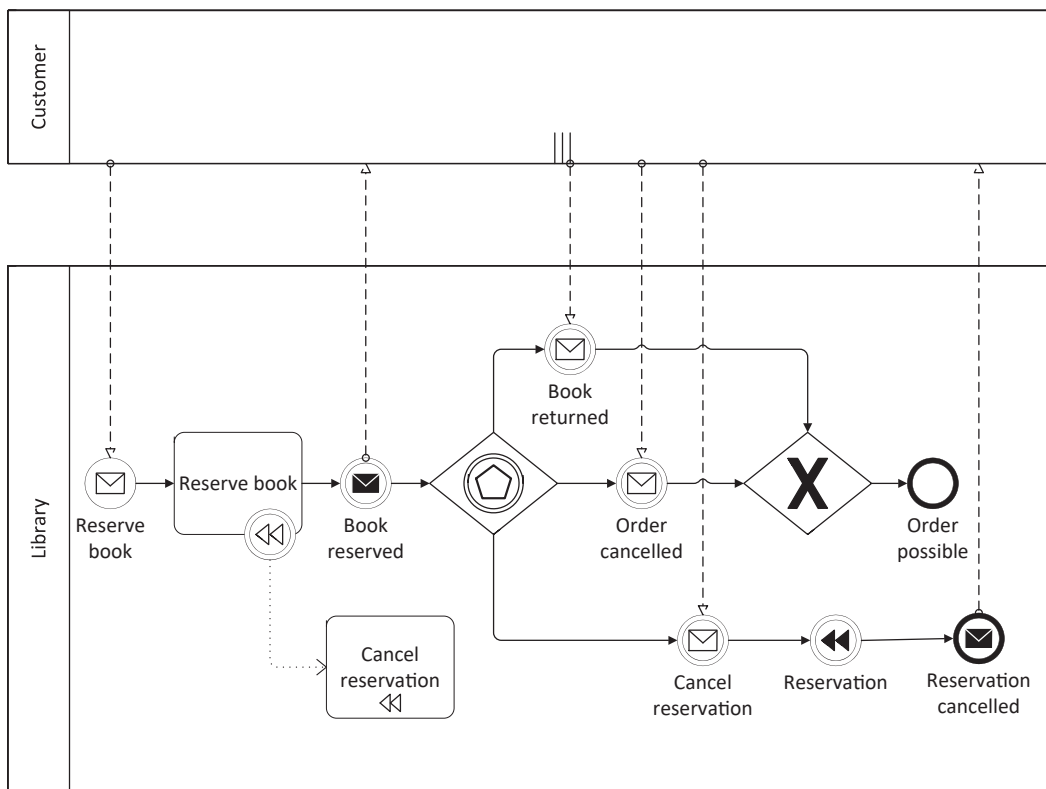 Customer
Library
Book
returned
Reserve book
Reserve
book
Book
reserved
Order
cancelled
X
Order
possible
Cancel
reservation
Cancel
reservation
Reservation
Reservation
cancelled